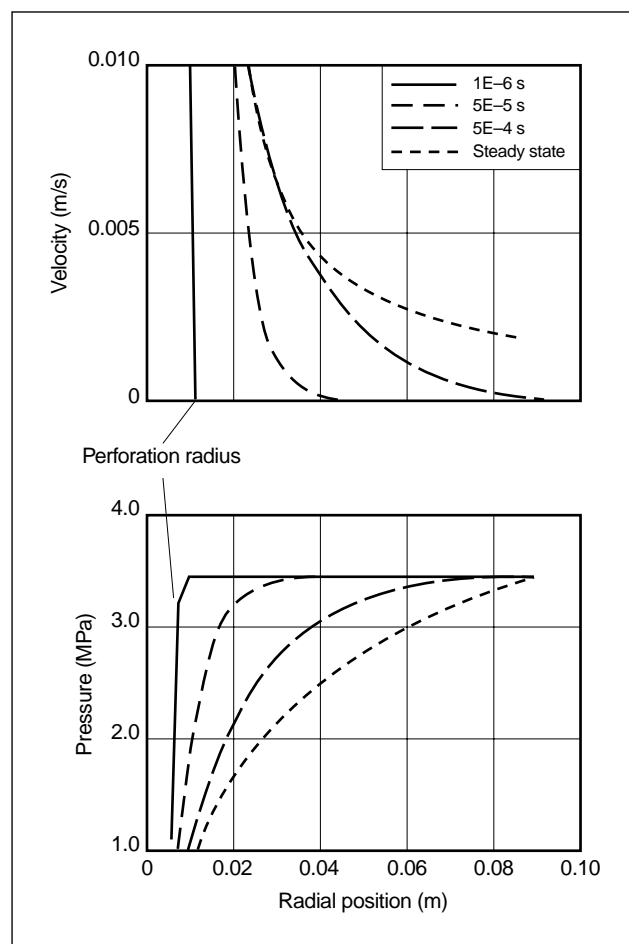 0.010
0.005
0
Velocity (m/s)
1E–6 s
5E–5 s
5E–4 s
Steady state
Perforation radius
4.0
3.0
2.0
1.0
Pressure (MPa)
0 0.02 0.04 0.06 0.08 0.10
Radial position (m)